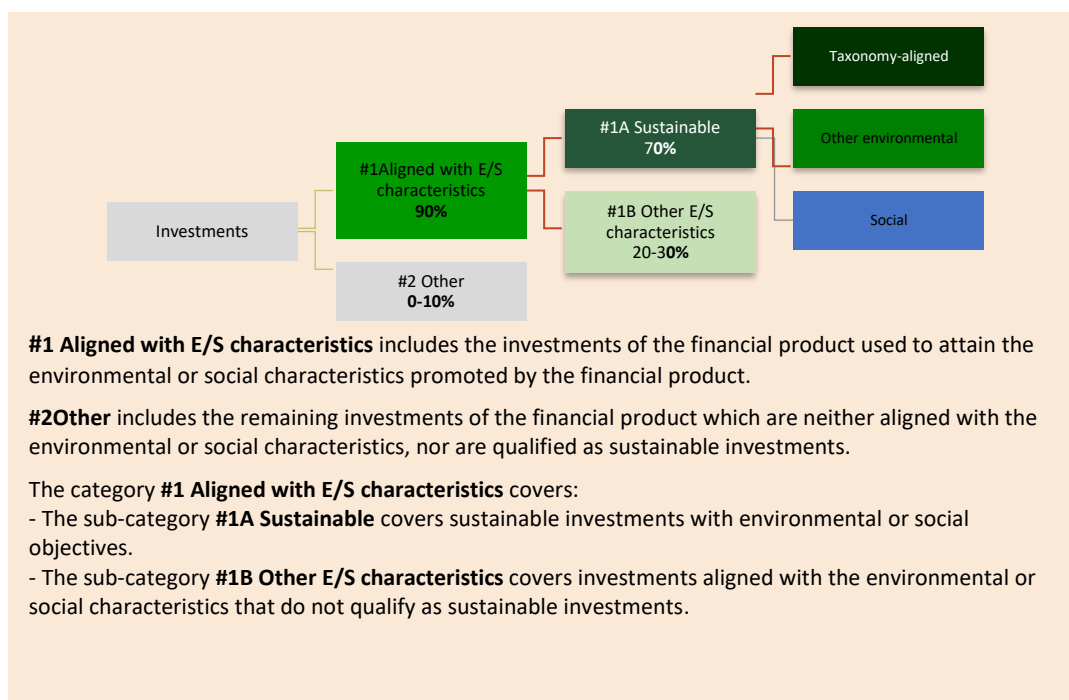 Taxonomy-aligned
#1A Sustainable
70%
Other environmental
#1Aligned with E/S
characteristics
90%
#1B Other E/S
characteristics
20-30%
Social
Investments
#2 Other
0-10%
#1 Aligned with E/S characteristics includes the investments of the financial product used to attain the
environmental or social characteristics promoted by the financial product.
#2Other includes the remaining investments of the financial product which are neither aligned with the
environmental or social characteristics, nor are qualified as sustainable investments.
The category #1 Aligned with E/S characteristics covers:
- The sub-category #1A Sustainable covers sustainable investments with environmental or social
objectives.
- The sub-category #1B Other E/S characteristics covers investments aligned with the environmental or
social characteristics that do not qualify as sustainable investments.